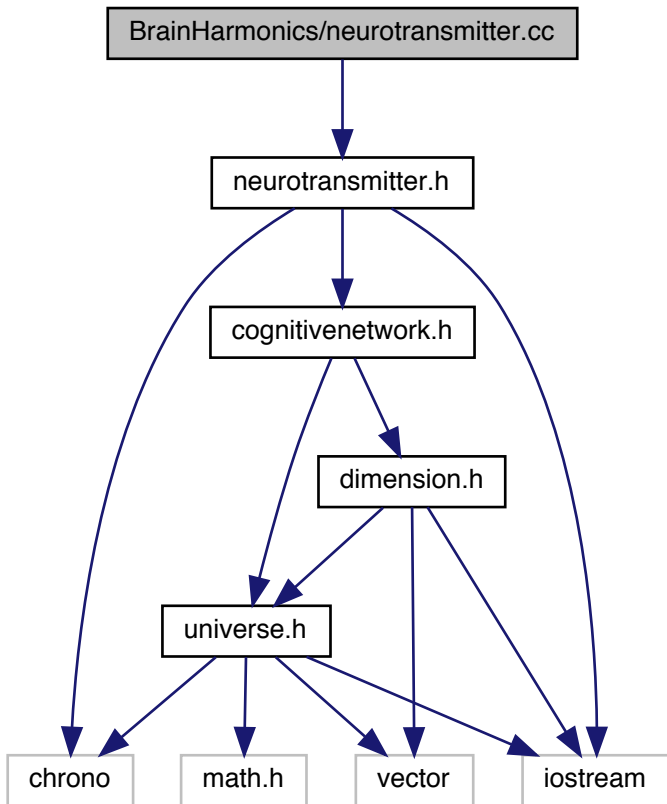 BrainHarmonics/neurotransmitter.cc
neurotransmitter.h
cognitivenetwork.h
dimension.h
universe.h
chrono
math.h
vector
iostream